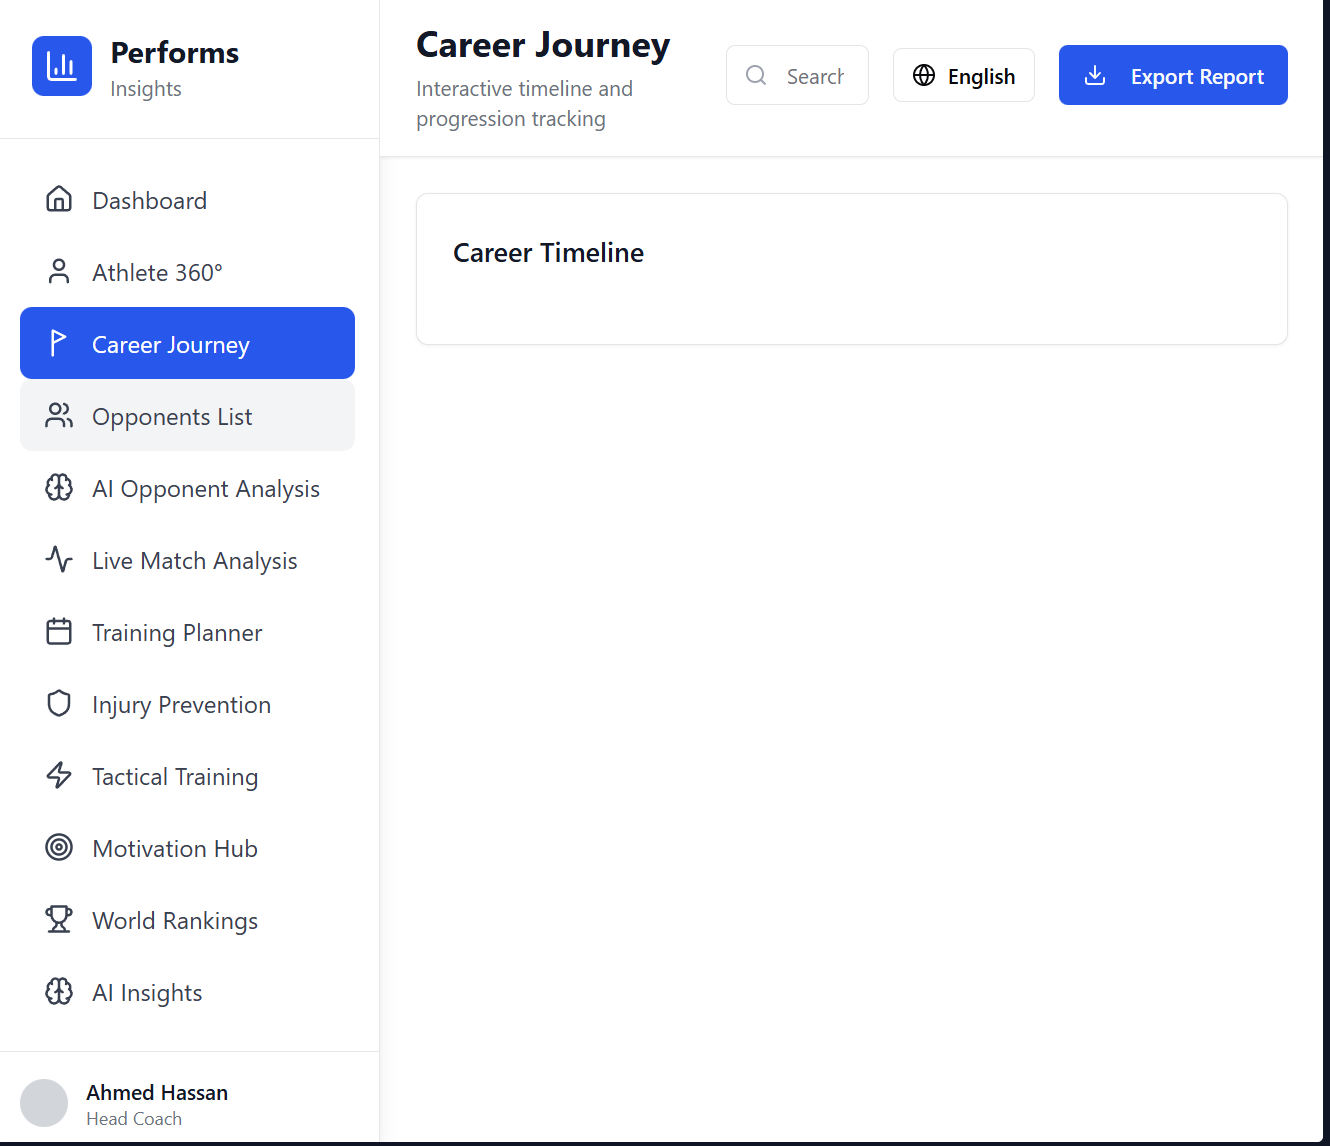 Performs
Insights
Dashboard
Athlete 360°
Career Journey
Opponents List
AI Opponent Analysis
Live Match Analysis
Training Planner
Injury Prevention
Tactical Training
Motivation Hub
World Rankings
AI Insights
Ahmed Hassan
Head Coach
Career Journey
Interactive timeline and
progression tracking
Search
English
Export Report
Career Timeline